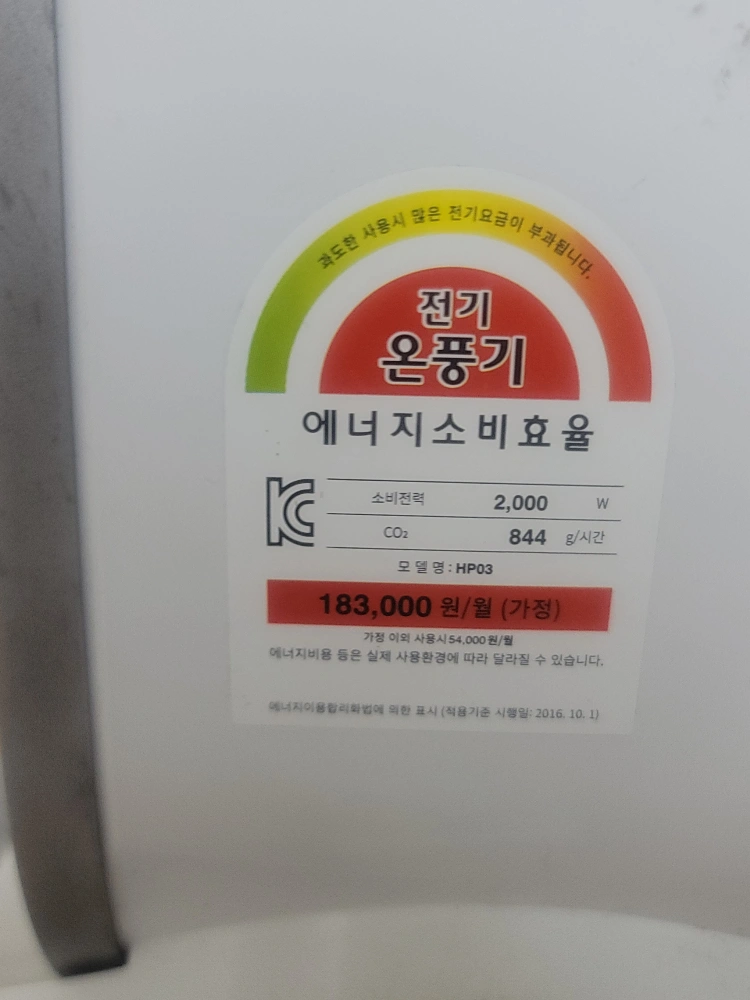 과도한 사용시 많은 전기요금이 부과됩니다.
전기
온풍기
에너지소비효율
KC
소비전력 2,000 W
CO₂ 844 g/시간
모델명 : HP03
183,000 원/월 (가정)
가정 이외 사용시 54,000원/월
에너지비용 등은 실제 사용환경에 따라 달라질 수 있습니다.
에너지이용합리화법에 의한 표시 (적용기준 시행일: 2016. 10. 1)